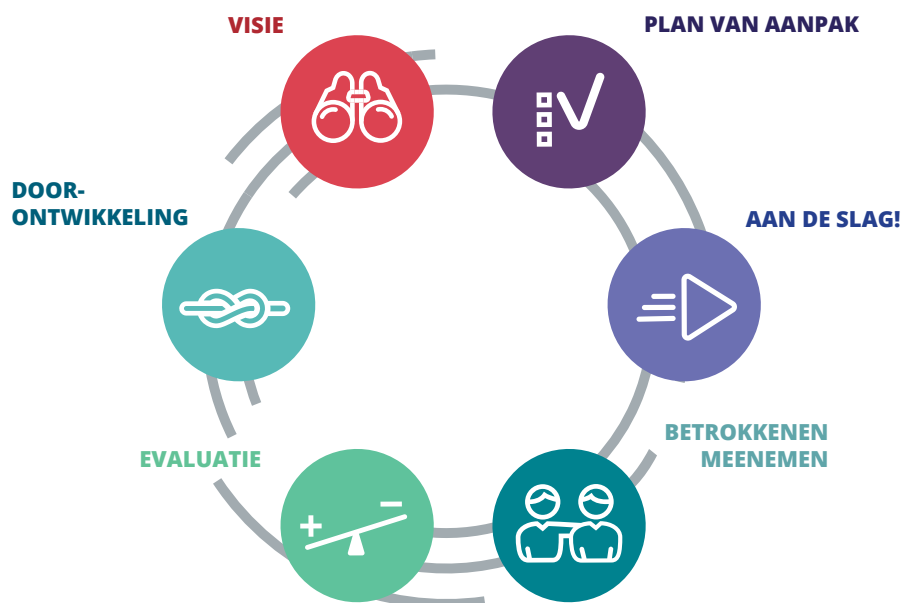 VISIE
PLAN VAN AANPAK
AAN DE SLAG!
BETROKKENEN
MEENEMEN
EVALUATIE
DOOR-
ONTWIKKELING